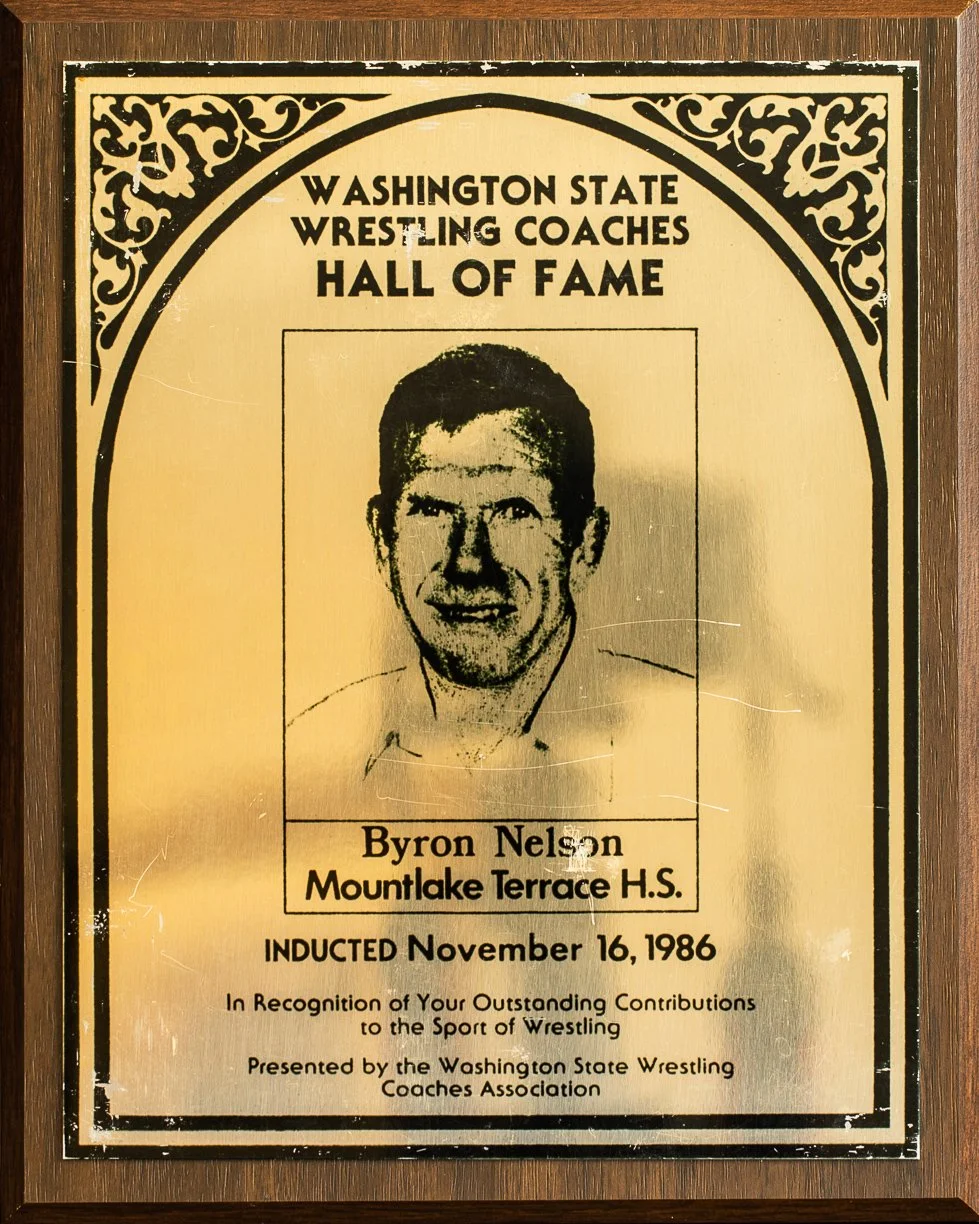 WASHINGTON STATE
WRESTLING COACHES
HALL OF FAME
Byron Nelson
Mountlake Terrace H.S.
INDUCTED November 16, 1986
In Recognition of Your Outstanding Contributions
to the Sport of Wrestling
Presented by the Washington State Wrestling
Coaches Association